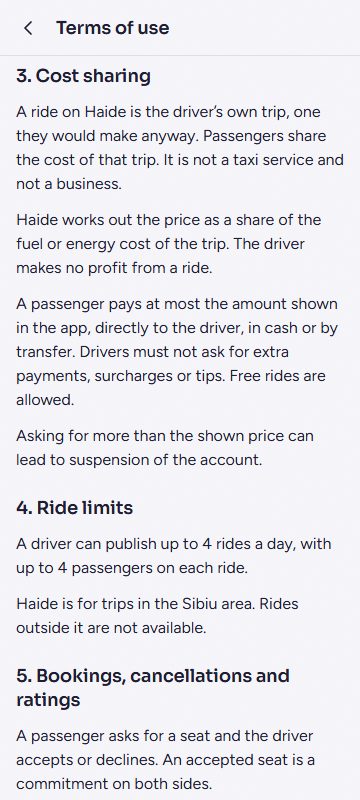 Terms of use
3. Cost sharing
A ride on Haide is the driver’s own trip, one
they would make anyway. Passengers share
the cost of that trip. It is not a taxi service and
not a business.
Haide works out the price as a share of the
fuel or energy cost of the trip. The driver
makes no profit from a ride.
A passenger pays at most the amount shown
in the app, directly to the driver, in cash or by
transfer. Drivers must not ask for extra
payments, surcharges or tips. Free rides are
allowed.
Asking for more than the shown price can
lead to suspension of the account.
4. Ride limits
A driver can publish up to 4 rides a day, with
up to 4 passengers on each ride.
Haide is for trips in the Sibiu area. Rides
outside it are not available.
5. Bookings, cancellations and
ratings
A passenger asks for a seat and the driver
accepts or declines. An accepted seat is a
commitment on both sides.